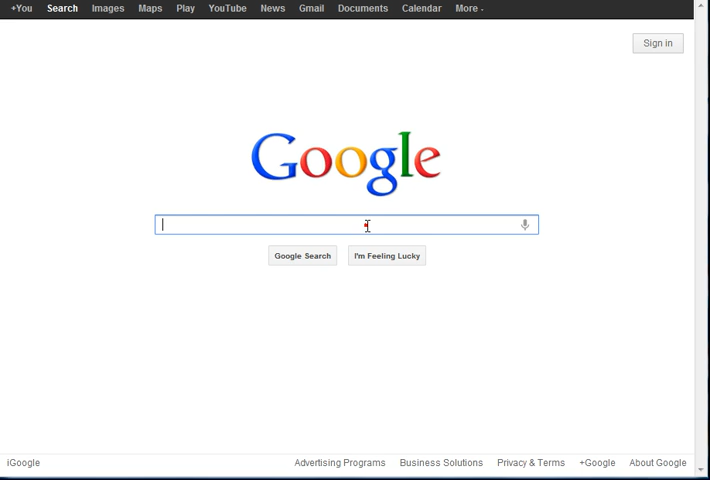 +You Search Images Maps Play YouTube News Gmail Documents Calendar More
Sign in
Google
Google Search I'm Feeling Lucky
iGoogle Advertising Programs Business Solutions Privacy & Terms +Google About Google